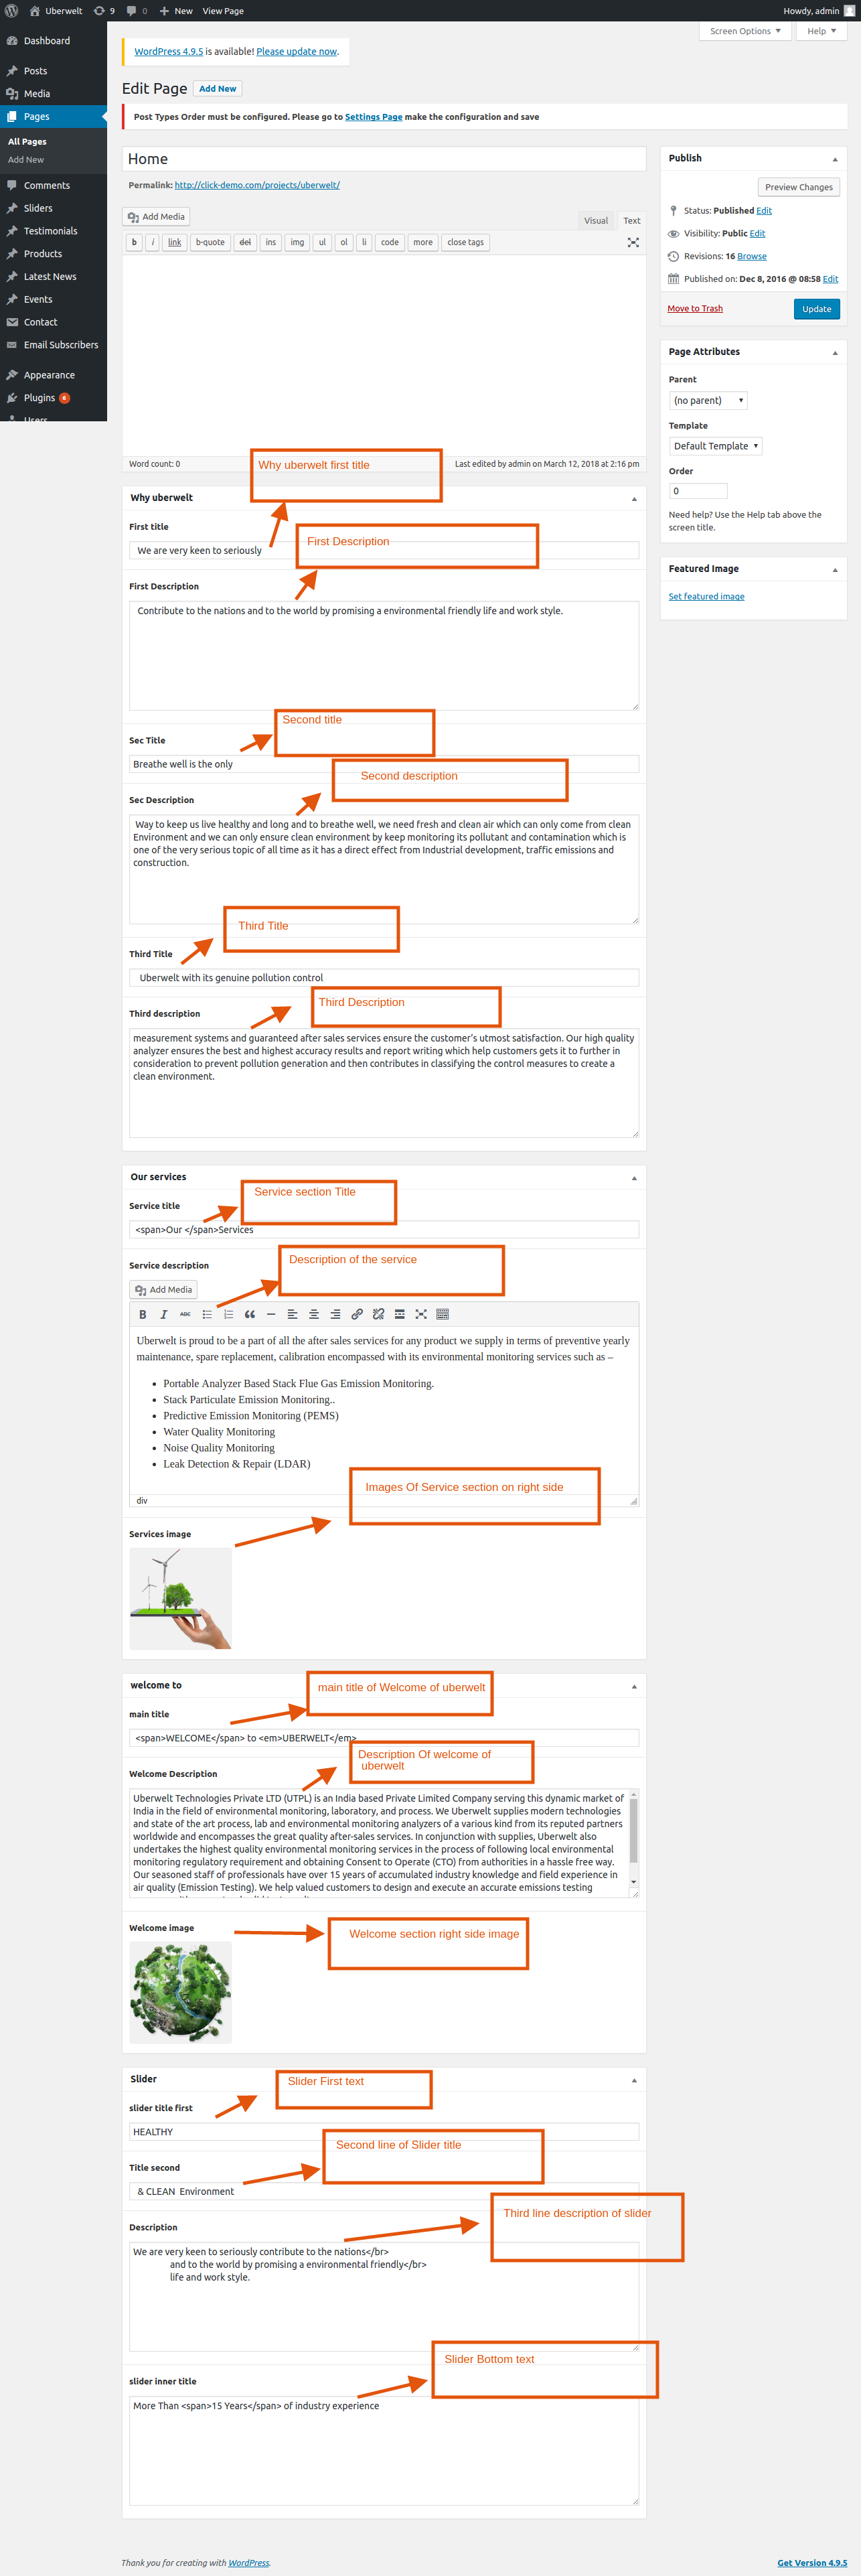 Uberwelt 9 0 New View Page Howdy, admin
Screen Options Help
Dashboard
Posts
Media
Pages
All Pages
Add New
Comments
Sliders
Testimonials
Products
Latest News
Events
Contact
Email Subscribers
Appearance
Plugins 6
Users
WordPress 4.9.5 is available! Please update now.
Edit Page Add New
Post Types Order must be configured. Please go to Settings Page make the configuration and save
Home
Permalink: http://click-demo.com/projects/uberwelt/
Add Media
Visual Text
b i link b-quote del ins img ul ol li code more close tags
Word count: 0
Last edited by admin on March 12, 2018 at 2:16 pm
Publish
Preview Changes
Status: Published Edit
Visibility: Public Edit
Revisions: 16 Browse
Published on: Dec 8, 2016 @ 08:58 Edit
Move to Trash Update
Page Attributes
Parent
(no parent)
Template
Default Template
Order
0
Need help? Use the Help tab above the
screen title.
Featured Image
Set featured image
Why uberwelt first title
Why uberwelt
First title
We are very keen to seriously
First Description
First Description
Contribute to the nations and to the world by promising a environmental friendly life and work style.
Second title
Sec Title
Breathe well is the only
Second description
Sec Description
Way to keep us live healthy and long and to breathe well, we need fresh and clean air which can only come from clean
Environment and we can only ensure clean environment by keep monitoring its pollutant and contamination which is
one of the very serious topic of all time as it has a direct effect from Industrial development, traffic emissions and
construction.
Third Title
Third Title
Uberwelt with its genuine pollution control
Third Description
Third description
measurement systems and guaranteed after sales services ensure the customer's utmost satisfaction. Our high quality
analyzer ensures the best and highest accuracy results and report writing which help customers gets it to further in
consideration to prevent pollution generation and then contributes in classifying the control measures to create a
clean environment.
Our services
Service section Title
Service title
<span>Our </span>Services
Description of the service
Service description
Add Media
B I ABC
Uberwelt is proud to be a part of all the after sales services for any product we supply in terms of preventive yearly
maintenance, spare replacement, calibration encompassed with its environmental monitoring services such as –
• Portable Analyzer Based Stack Flue Gas Emission Monitoring.
• Stack Particulate Emission Monitoring..
• Predictive Emission Monitoring (PEMS)
• Water Quality Monitoring
• Noise Quality Monitoring
• Leak Detection & Repair (LDAR)
Images Of Service section on right side
div
Services image
welcome to
main title of Welcome of uberwelt
main title
<span>WELCOME</span> to <em>UBERWELT</em>
Description Of welcome of
uberwelt
Welcome Description
Uberwelt Technologies Private LTD (UTPL) is an India based Private Limited Company serving this dynamic market of
India in the field of environmental monitoring, laboratory, and process. We Uberwelt supplies modern technologies
and state of the art process, lab and environmental monitoring analyzers of a various kind from its reputed partners
worldwide and encompasses the great quality after-sales services. In conjunction with supplies, Uberwelt also
undertakes the highest quality environmental monitoring services in the process of following local environmental
monitoring regulatory requirement and obtaining Consent to Operate (CTO) from authorities in a hassle free way.
Our seasoned staff of professionals have over 15 years of accumulated industry knowledge and field experience in
air quality (Emission Testing). We help valued customers to design and execute an accurate emissions testing
Welcome image
Welcome section right side image
Slider
Slider First text
slider title first
HEALTHY
Second line of Slider title
Title second
& CLEAN Environment
Third line description of slider
Description
We are very keen to seriously contribute to the nations</br>
and to the world by promising a environmental friendly</br>
life and work style.
Slider Bottom text
slider inner title
More Than <span>15 Years</span> of industry experience
Thank you for creating with WordPress.
Get Version 4.9.5